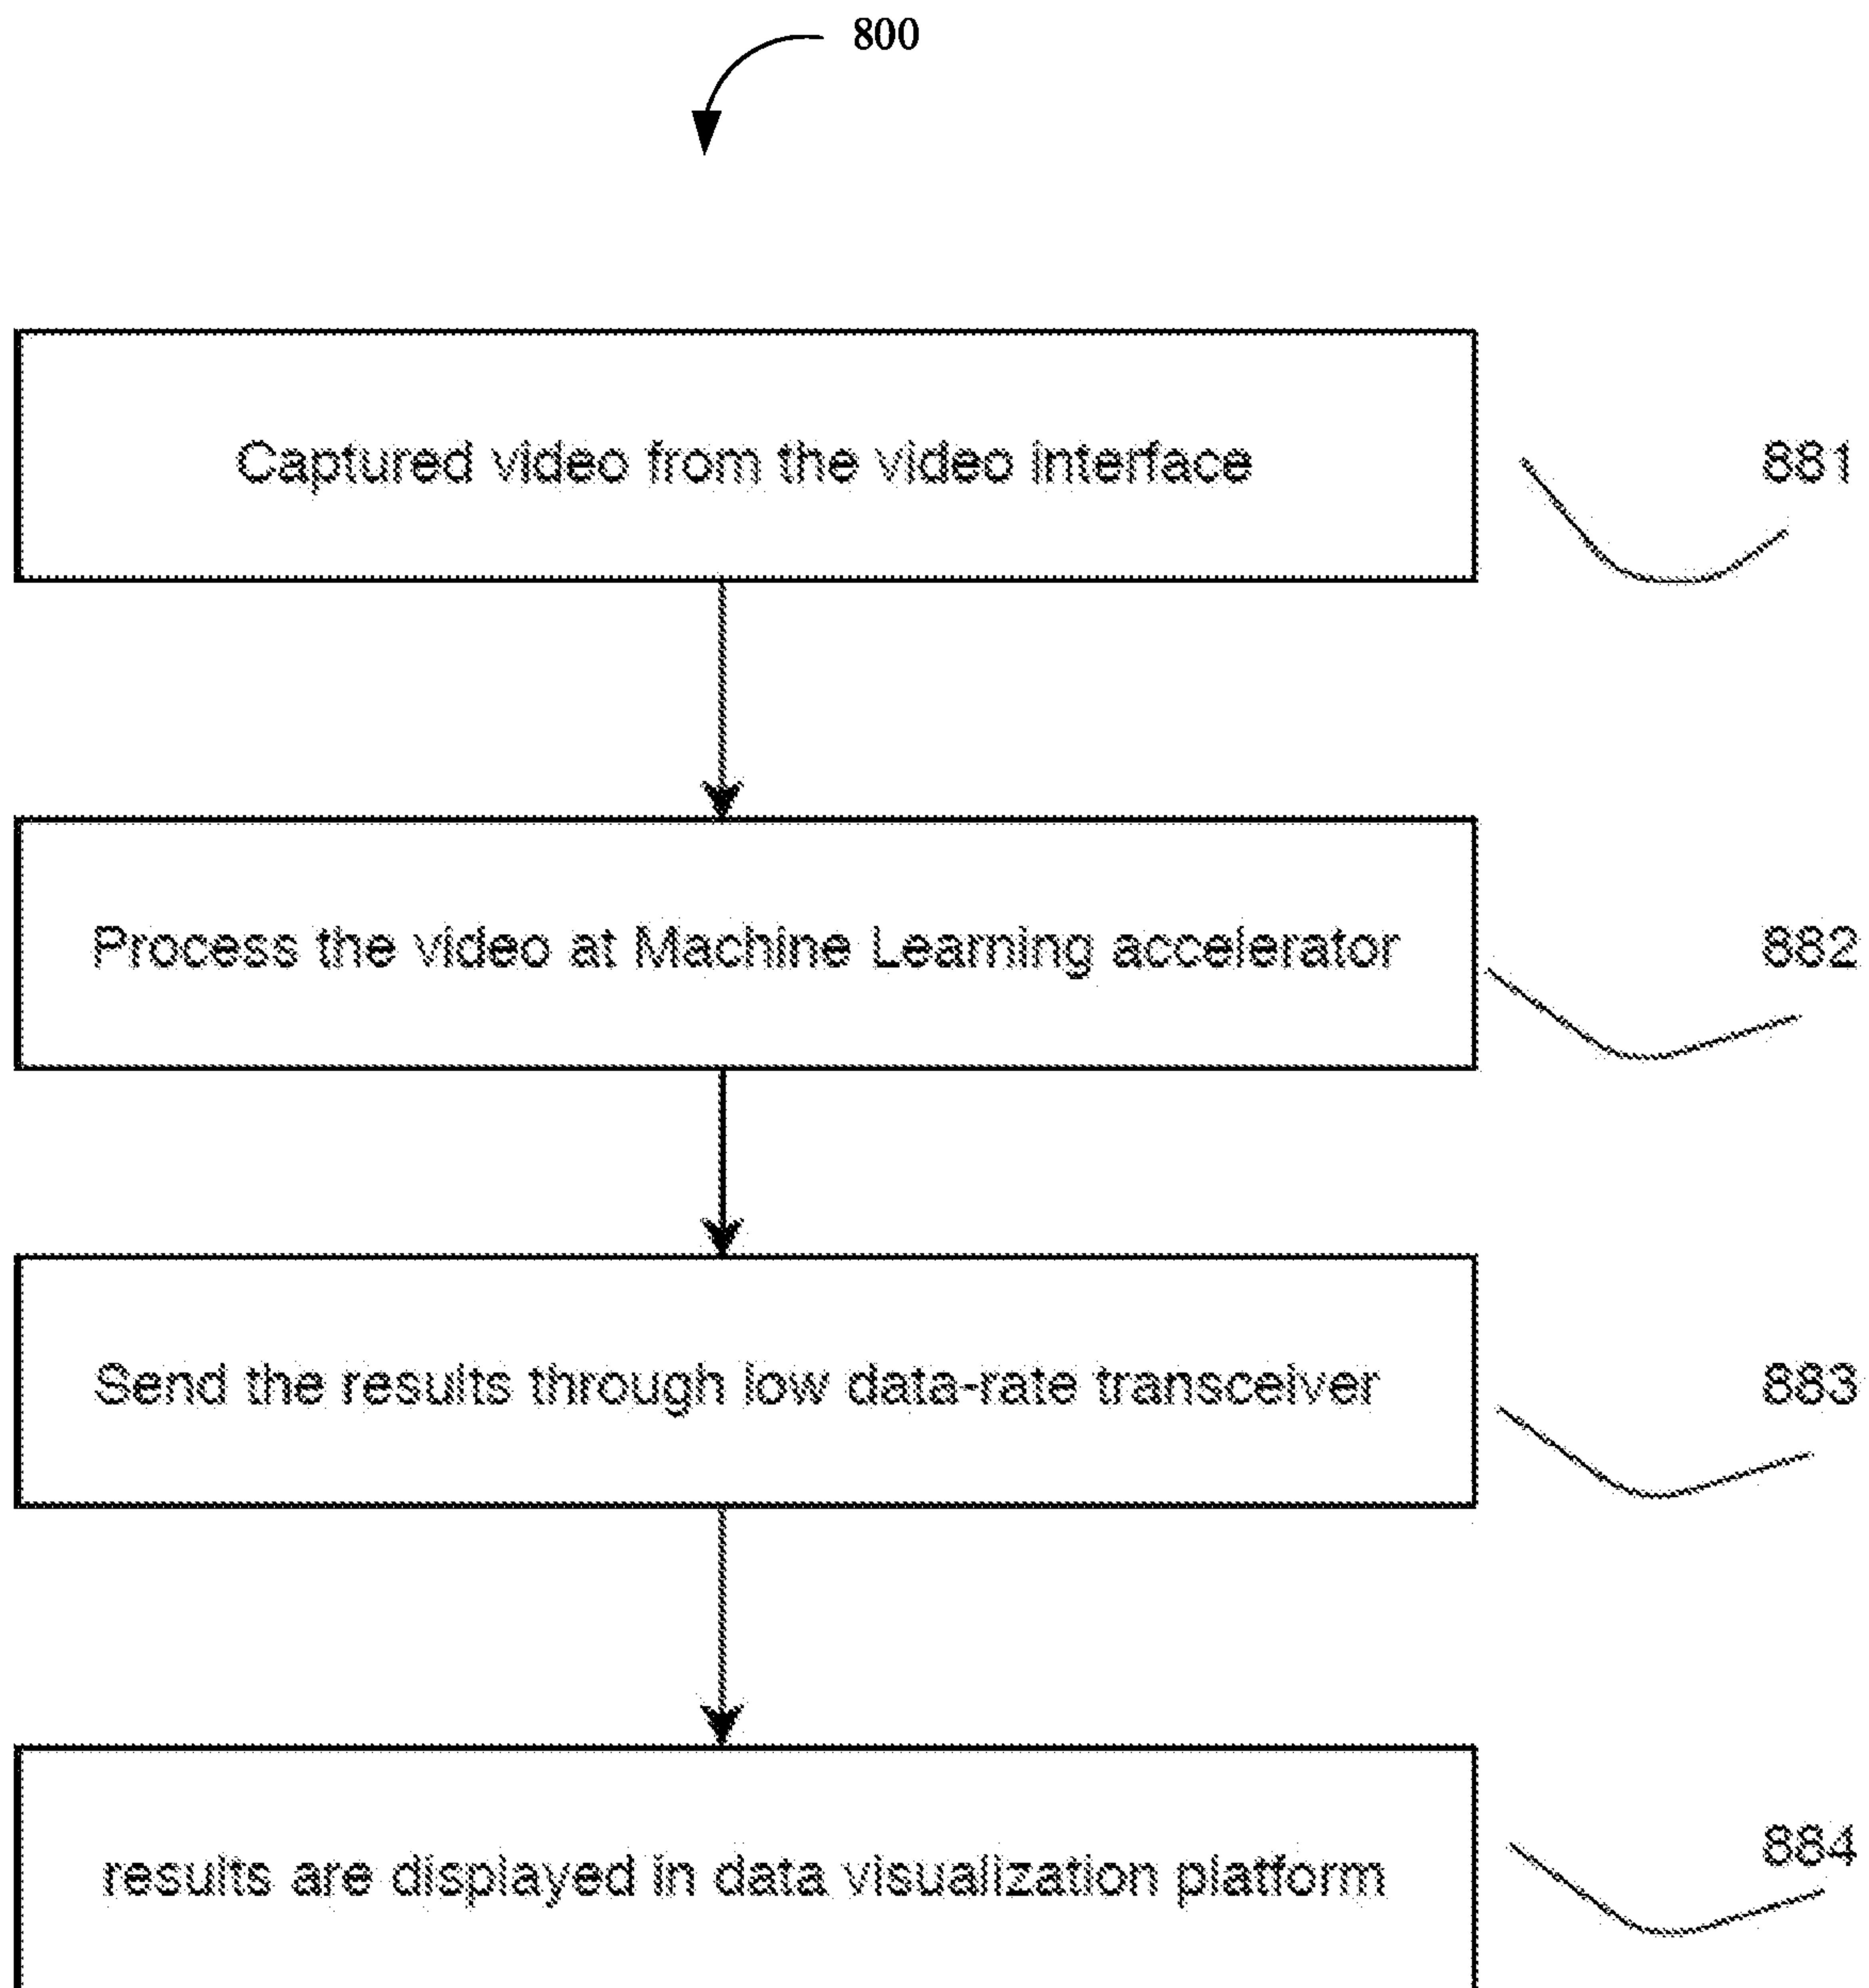 800
Captured video from the video interface
881
Process the video at Machine Learning accelerator
882
Send the results through low data-rate transceiver
883
results are displayed in data visualization platform
884